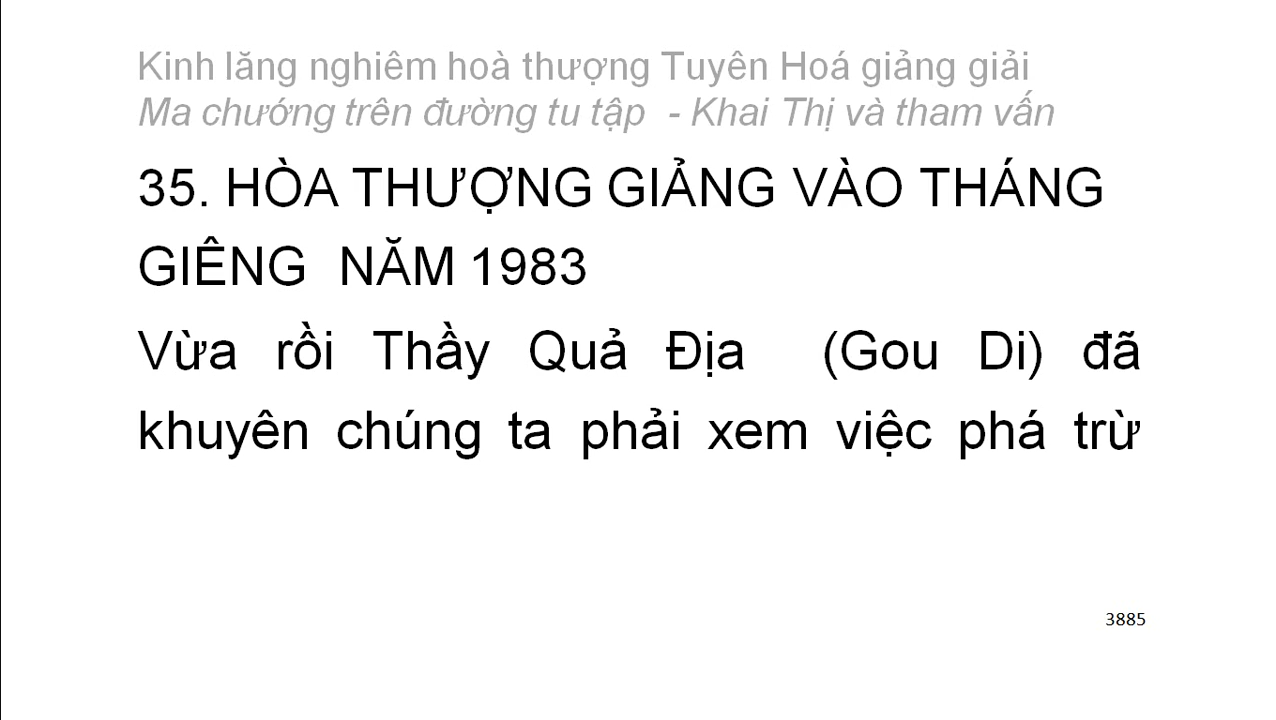 Kinh lăng nghiêm hoà thượng Tuyên Hoá giảng giải
Ma chướng trên đường tu tập - Khai Thị và tham vấn
35. HÒA THƯỢNG GIẢNG VÀO THÁNG
GIÊNG NĂM 1983
Vừa rồi Thầy Quả Địa (Gou Di) đã
khuyên chúng ta phải xem việc phá trừ
3885